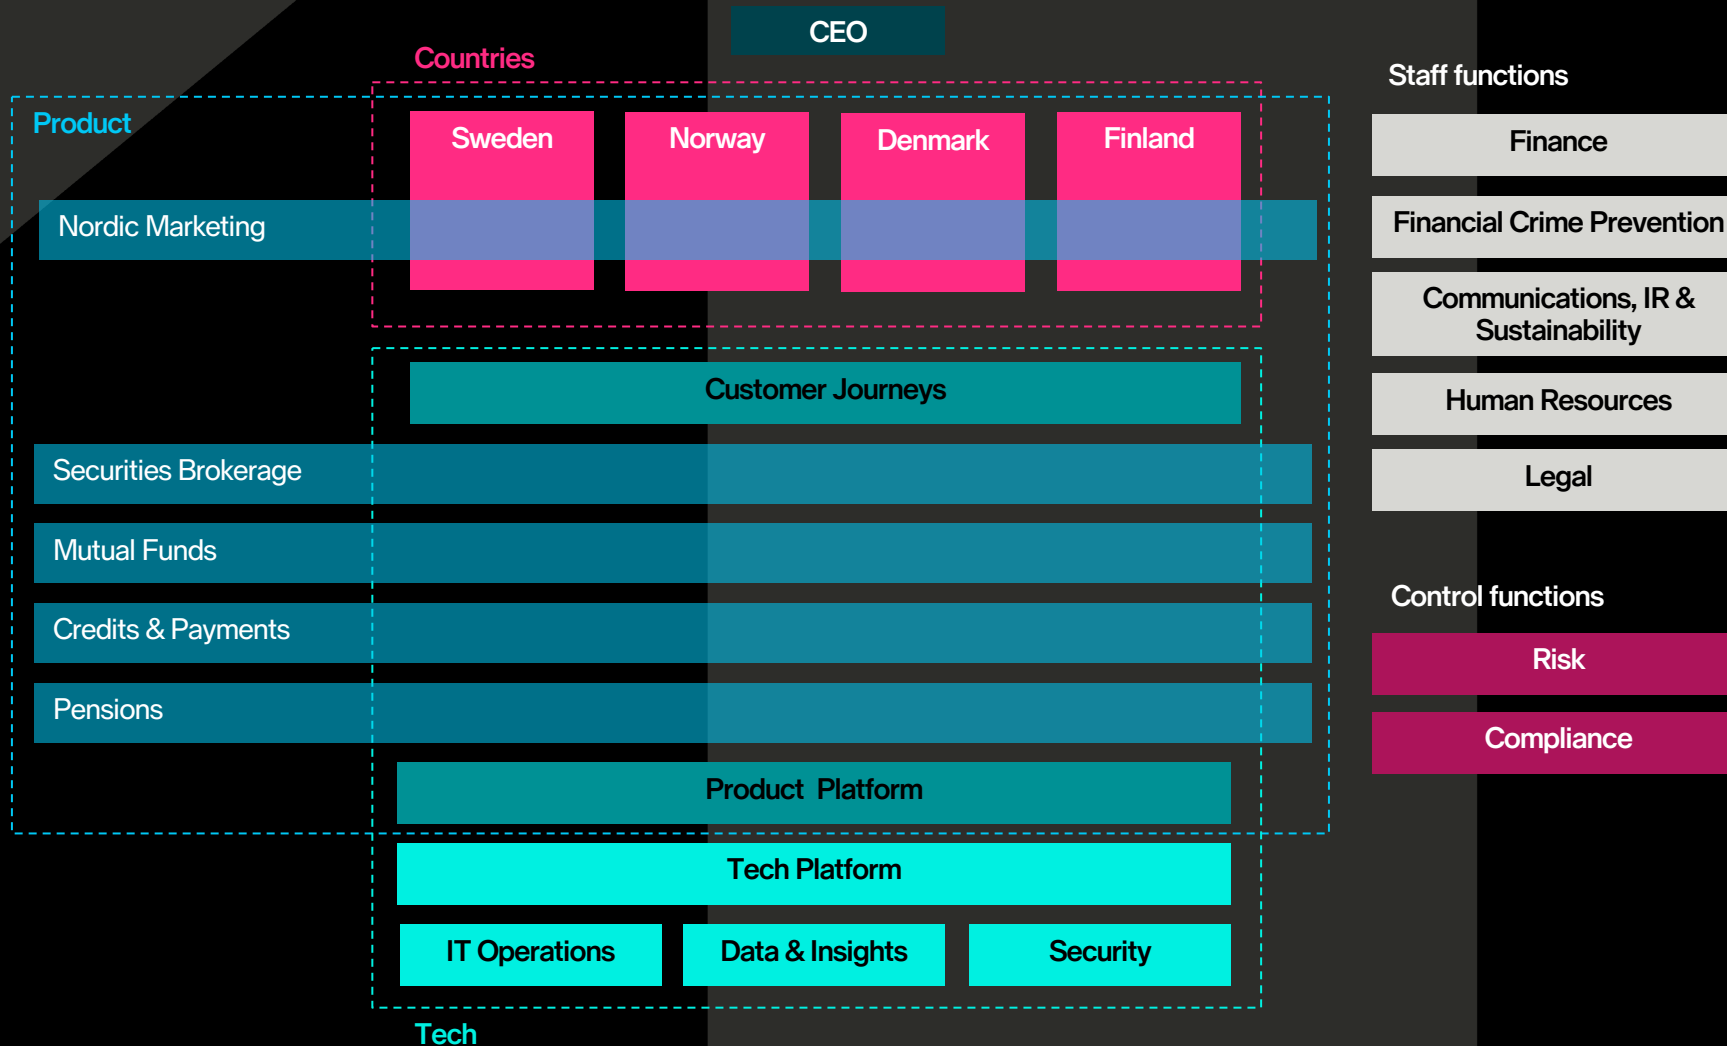 CEO
Countries
Product
Sweden
Norway
Denmark
Finland
Nordic Marketing
Customer Journeys
Securities Brokerage
Mutual Funds
Credits & Payments
Pensions
Product Platform
Tech Platform
IT Operations
Data & Insights
Security
Tech
Staff functions
Finance
Financial Crime Prevention
Communications, IR &
Sustainability
Human Resources
Legal
Control functions
Risk
Compliance